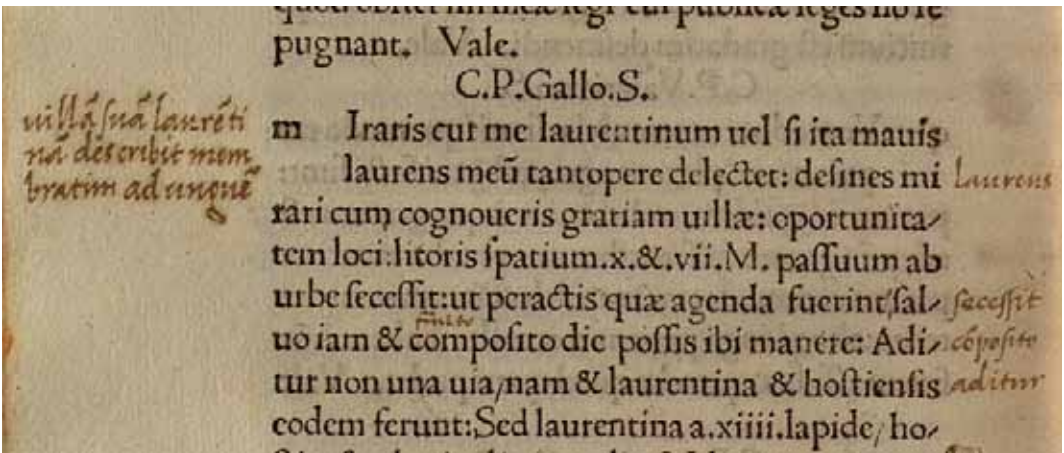 pugnant. Vale.
C.P.Gallo.S.
m Iraris cur me laurentinum uel si ita mauis
laurens meū tantopere delectet: desines mi
rari cum cognoueris gratiam uillæ: oportunita-
tem loci:litoris spatium.x.&.vii.M. passuum ab
urbe secessit:ut peractis quæ agenda fuerint/sal-
uo iam & composito die possis ibi manere: Adi-
tur non una uia/nam & laurentina & hostiensis
eodem ferunt:Sed laurentina a.xiiii.lapide/ ho-
uillā suā laurēti
nā describit mem
bratim ad unguē
Laurens
secessit
cōposito
aditur